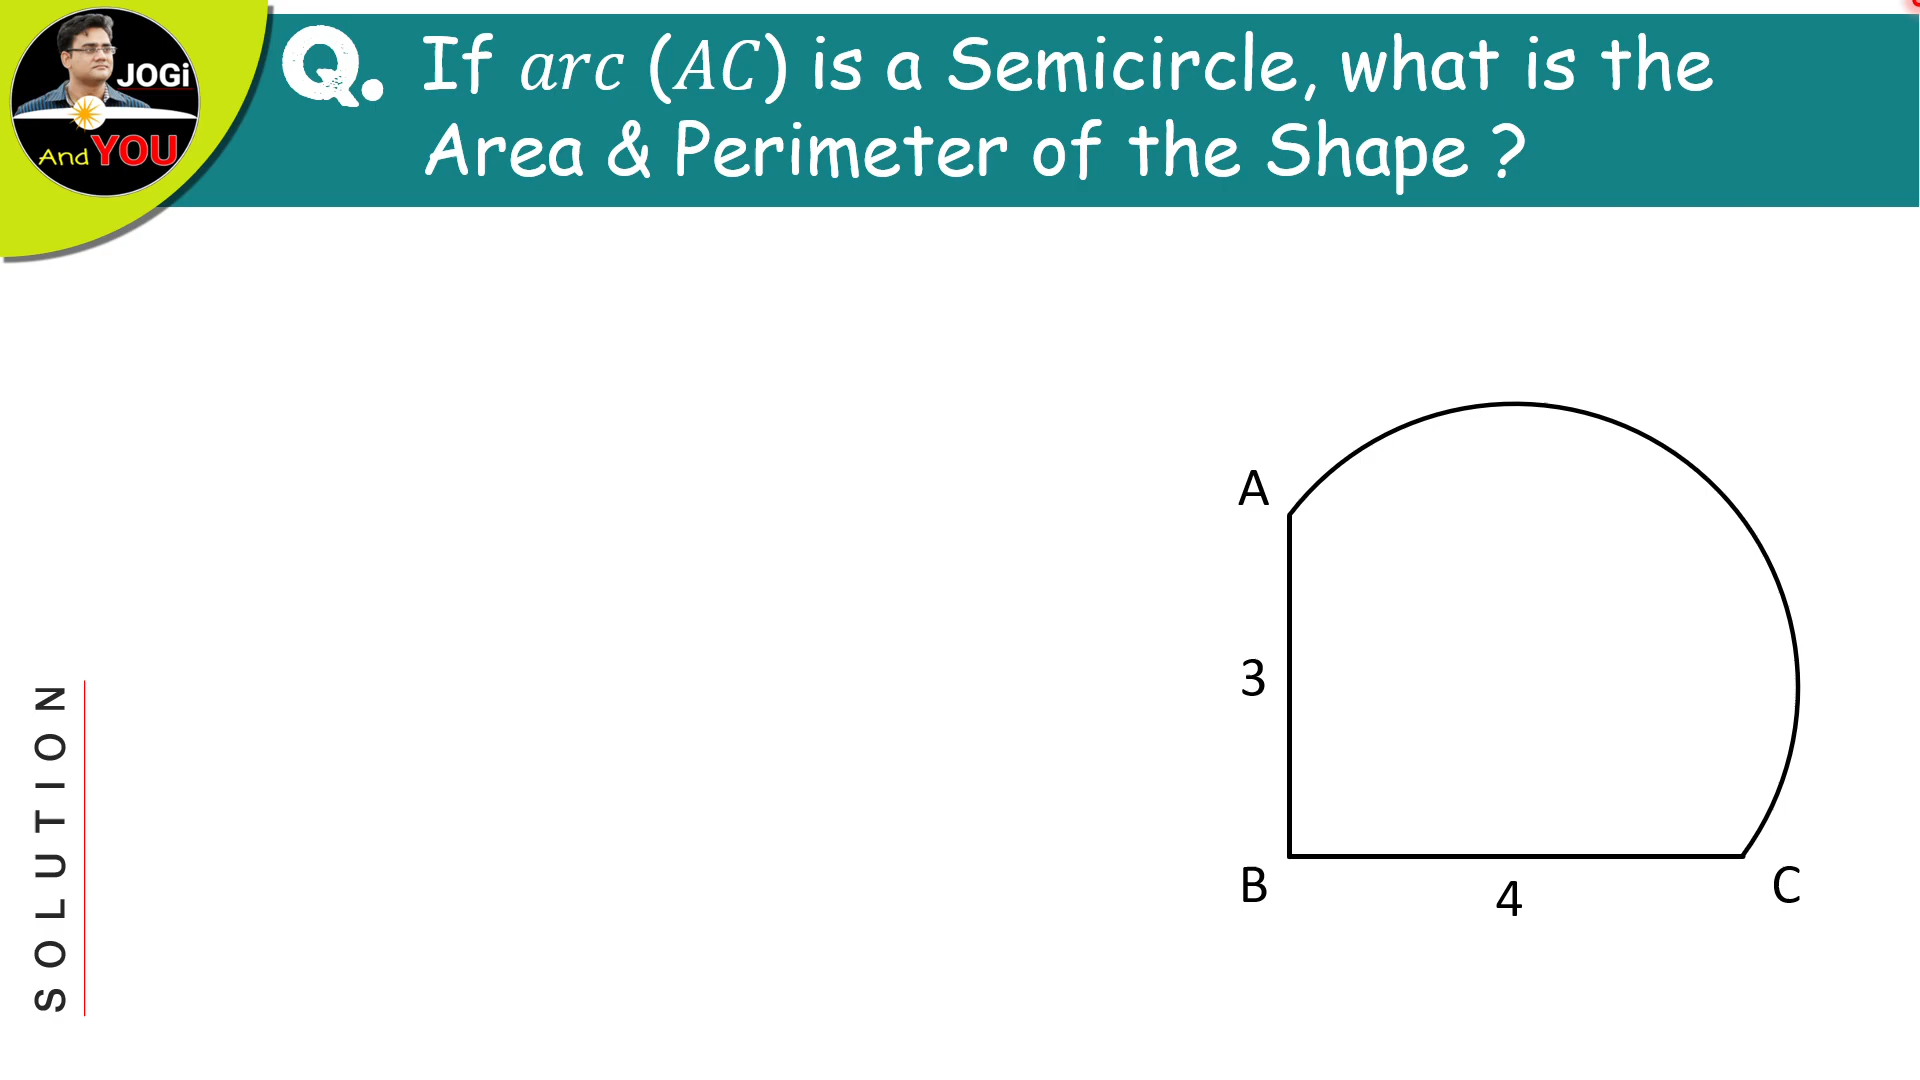 JOGi
And YOU
Q. If arc (AC) is a Semicircle, what is the
Area & Perimeter of the Shape ?
A
3
B
4
C
SOLUTION